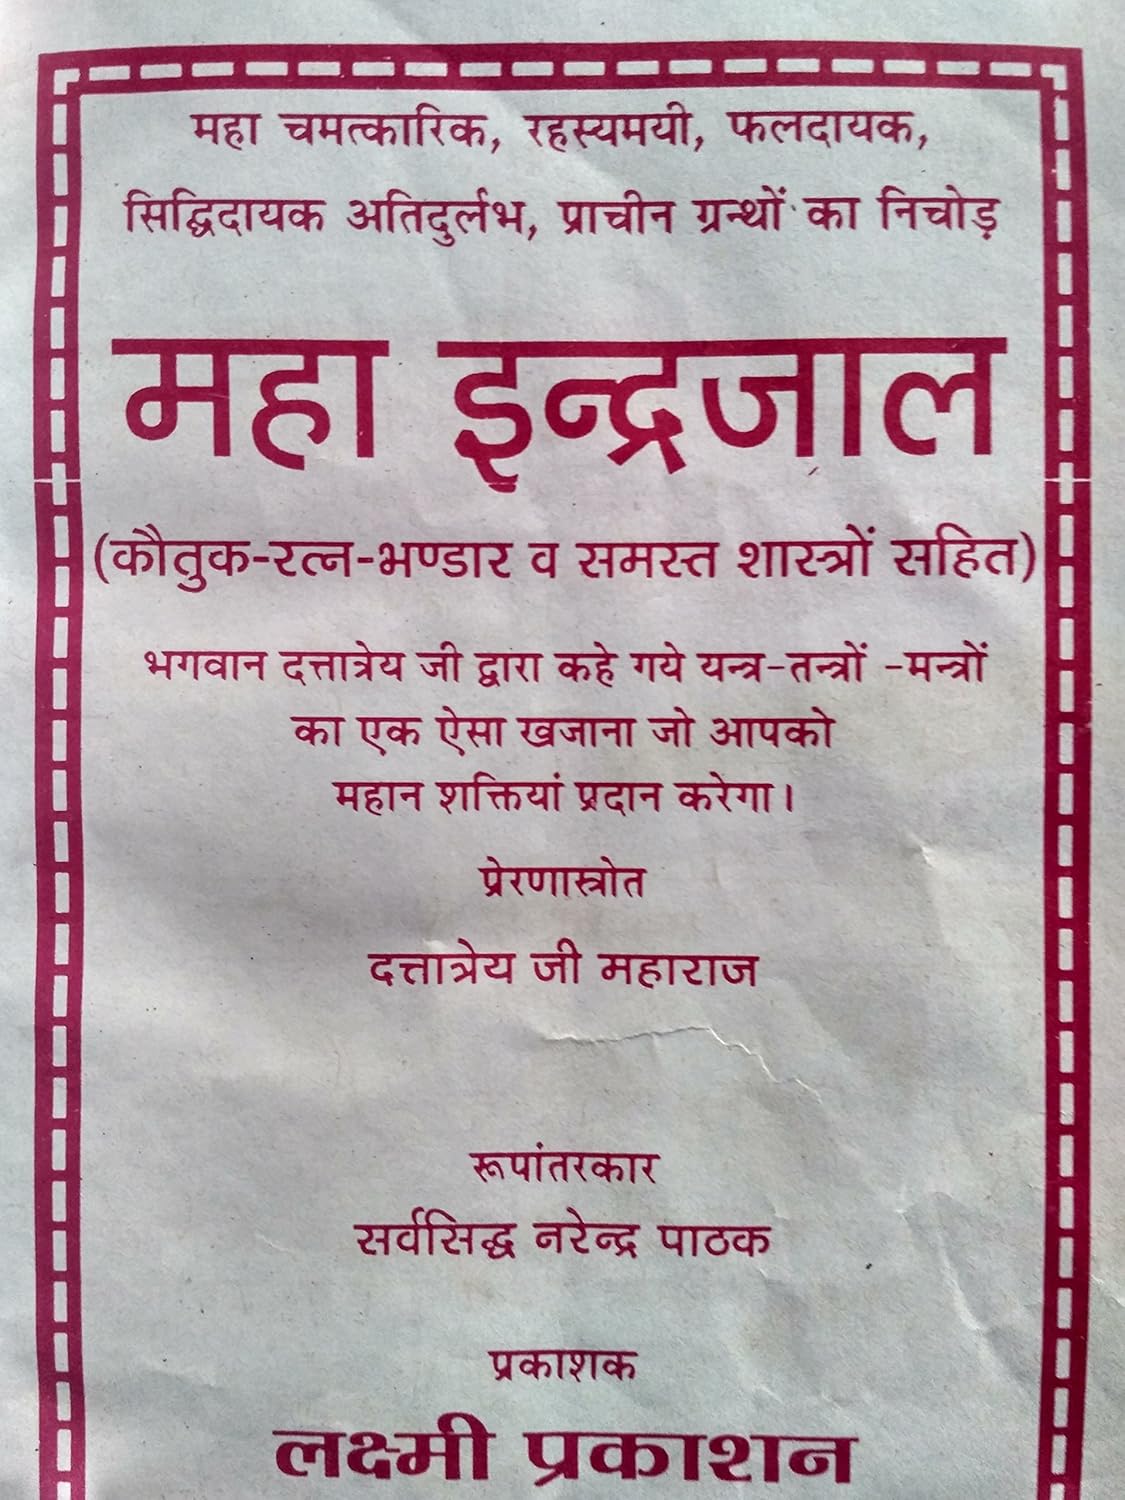 महा चमत्कारिक, रहस्यमयी, फलदायक,
सिद्धिदायक अतिदुर्लभ, प्राचीन ग्रन्थों का निचोड़
महा इन्द्रजाल
(कौतुक-रत्न-भण्डार व समस्त शास्त्रों सहित)
भगवान दत्तात्रेय जी द्वारा कहे गये यन्त्र-तन्त्रों -मन्त्रों
का एक ऐसा खजाना जो आपको
महान शक्तियां प्रदान करेगा।
प्रेरणास्त्रोत
दत्तात्रेय जी महाराज
रूपांतरकार
सर्वसिद्ध नरेन्द्र पाठक
प्रकाशक
लक्ष्मी प्रकाशन